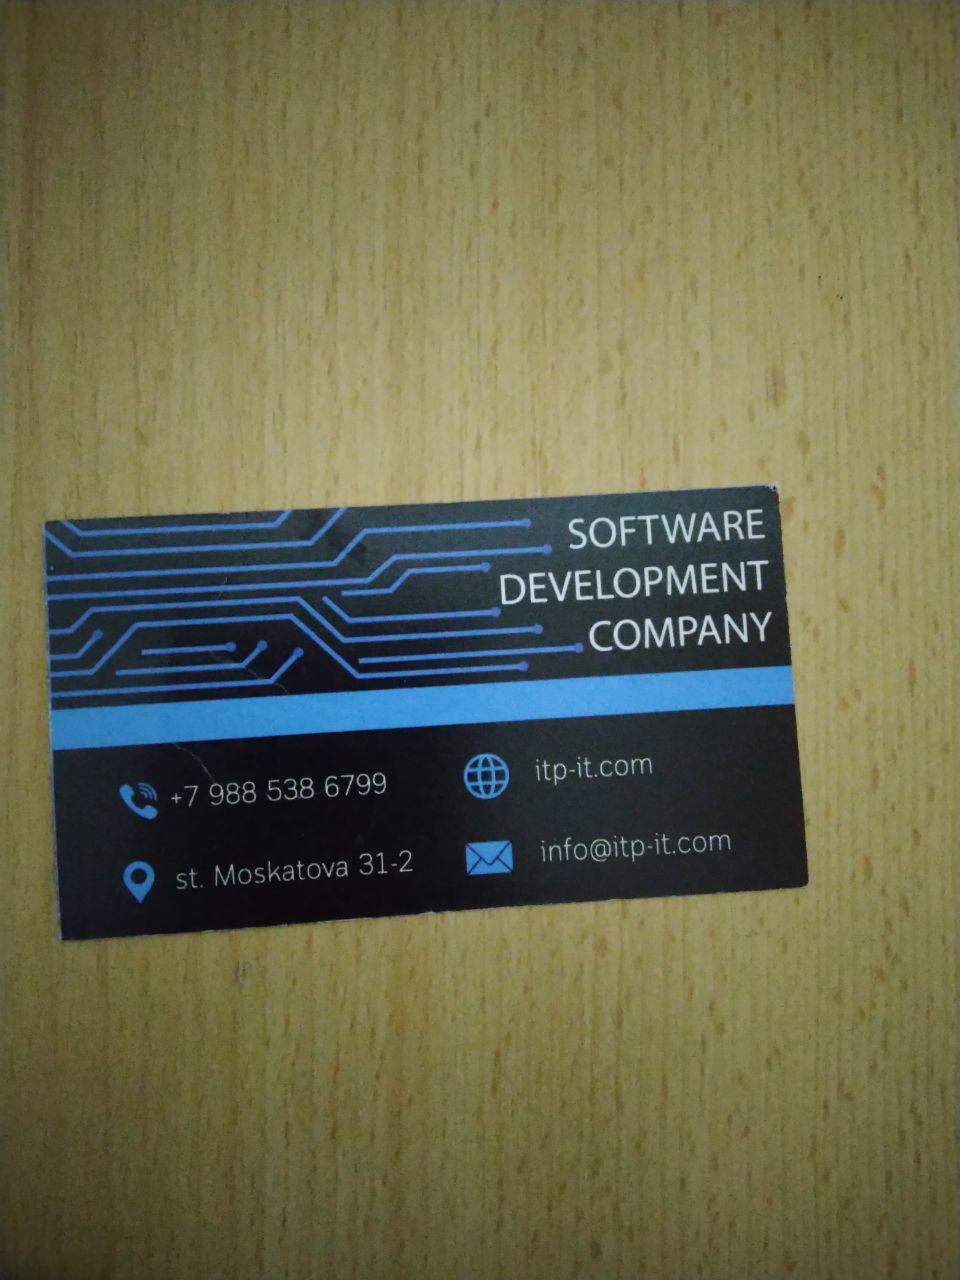 SOFTWARE
DEVELOPMENT
COMPANY
+7 988 538 6799
itp-it.com
st. Moskatova 31-2
info@itp-it.com